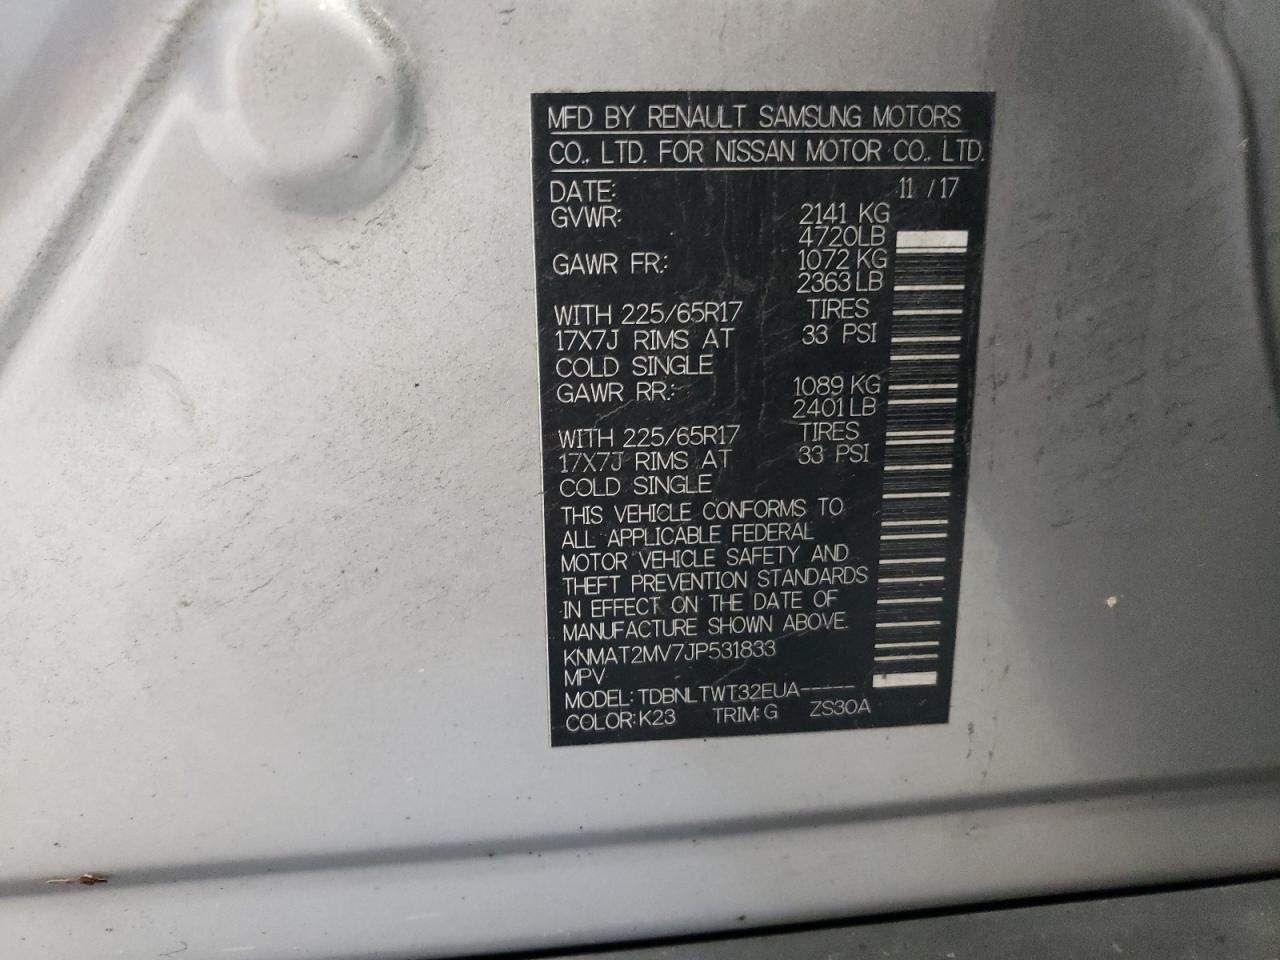 MFD BY RENAULT SAMSUNG MOTORS
CO., LTD. FOR NISSAN MOTOR CO., LTD.
DATE: 11 / 17
GVWR: 2141 KG
4720LB
GAWR FR: 1072 KG
2363LB
WITH 225/65R17 TIRES
17X7J RIMS AT 33 PSI
COLD SINGLE
GAWR RR: 1089 KG
2401LB
WITH 225/65R17 TIRES
17X7J RIMS AT 33 PSI
COLD SINGLE
THIS VEHICLE CONFORMS TO
ALL APPLICABLE FEDERAL
MOTOR VEHICLE SAFETY AND
THEFT PREVENTION STANDARDS
IN EFFECT ON THE DATE OF
MANUFACTURE SHOWN ABOVE.
KNMAT2MV7JP531833
MPV
MODEL: TDBNLTWT32EUA-----
COLOR: K23 TRIM: G ZS30A